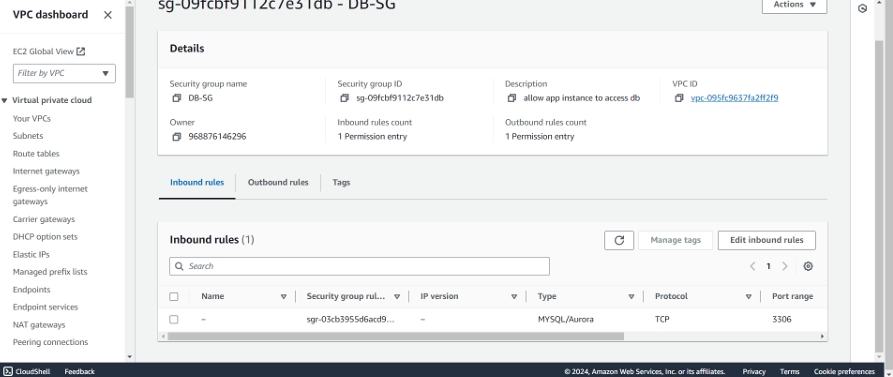 VPC dashboard
EC2 Global View
Filter by VPC
Virtual private cloud
Your VPCs
Subnets
Route tables
Internet gateways
Egress-only internet
gateways
Carrier gateways
DHCP option sets
Elastic IPs
Managed prefix lists
Endpoints
Endpoint services
NAT gateways
Peering connections
sg-09fcbf9112c7e31db - DB-SG
Actions
Details
Security group name
DB-SG
Security group ID
sg-09fcbf9112c7e31db
Description
allow app instance to access db
VPC ID
vpc-095fc9637fa2ff2f9
Owner
968876146296
Inbound rules count
1 Permission entry
Outbound rules count
1 Permission entry
Inbound rules Outbound rules Tags
Inbound rules (1)
Manage tags Edit inbound rules
Search
1
Name Security group rul... IP version Type Protocol Port range
– sgr-03cb3955d6acd9... – MYSQL/Aurora TCP 3306
CloudShell Feedback © 2024, Amazon Web Services, Inc. or its affiliates. Privacy Terms Cookie preferences